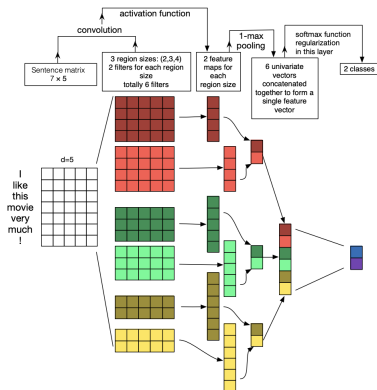 activation function
convolution
1-max
pooling
softmax function
regularization
in this layer
Sentence matrix
7 × 5
3 region sizes: (2,3,4)
2 filters for each region
size
totally 6 filters
2 feature
maps for
each
region size
6 univariate
vectors
concatenated
together to form a
single feature
vector
2 classes
d=5
I
like
this
movie
very
much
!